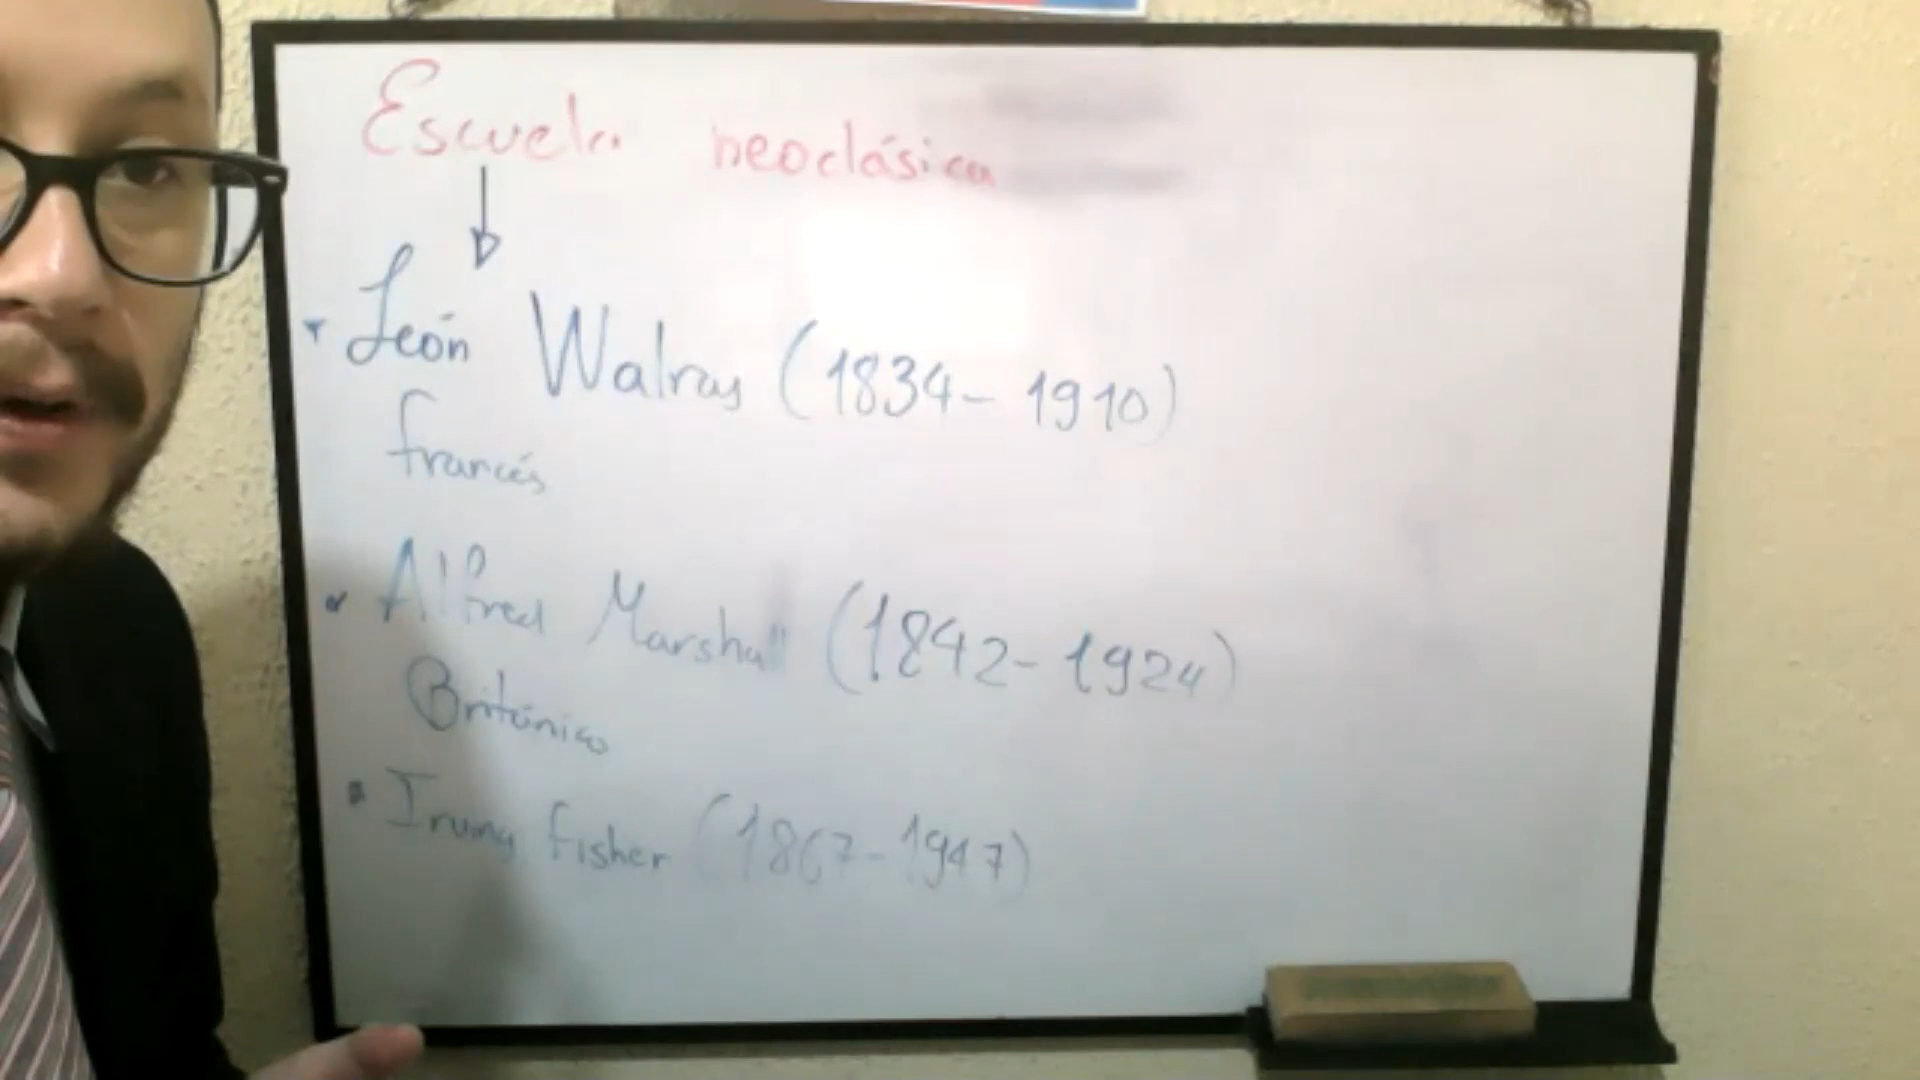 Escuela neoclásica
León Walras (1834-1910)
francés
Alfred Marshall (1842-1924)
Británico
Irving Fisher (1867-1947)